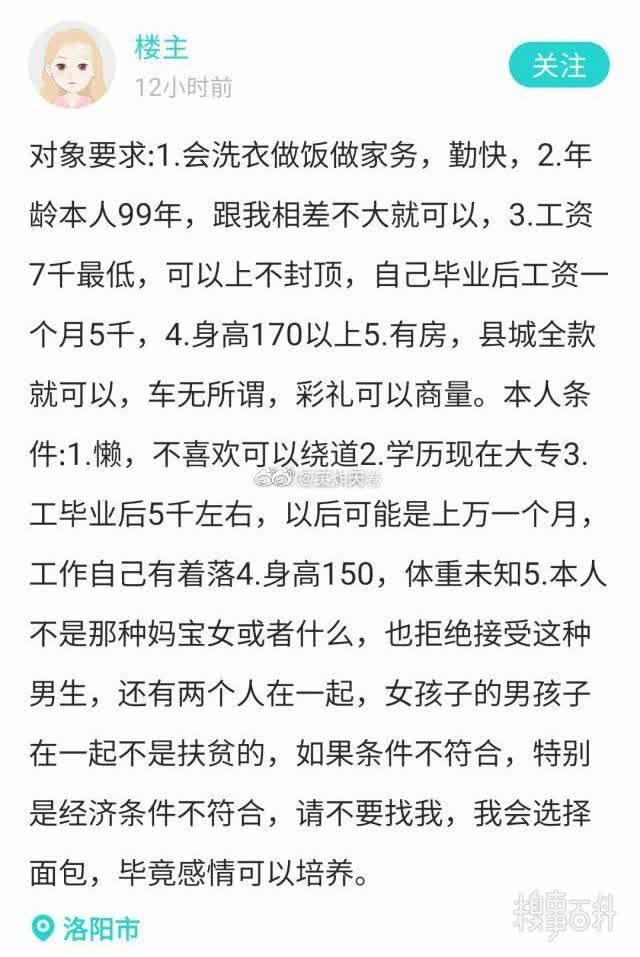 楼主
12小时前
关注
对象要求:1.会洗衣做饭做家务，勤快，2.年
龄本人99年，跟我相差不大就可以，3.工资
7千最低，可以上不封顶，自己毕业后工资一
个月5千，4.身高170以上5.有房，县城全款
就可以，车无所谓，彩礼可以商量。本人条
件:1.懒，不喜欢可以绕道2.学历现在大专3.
工毕业后5千左右，以后可能是上万一个月，
工作自己有着落4.身高150，体重未知5.本人
不是那种妈宝女或者什么，也拒绝接受这种
男生，还有两个人在一起，女孩子的男孩子
在一起不是扶贫的，如果条件不符合，特别
是经济条件不符合，请不要找我，我会选择
面包，毕竟感情可以培养。
洛阳市
糗事百科